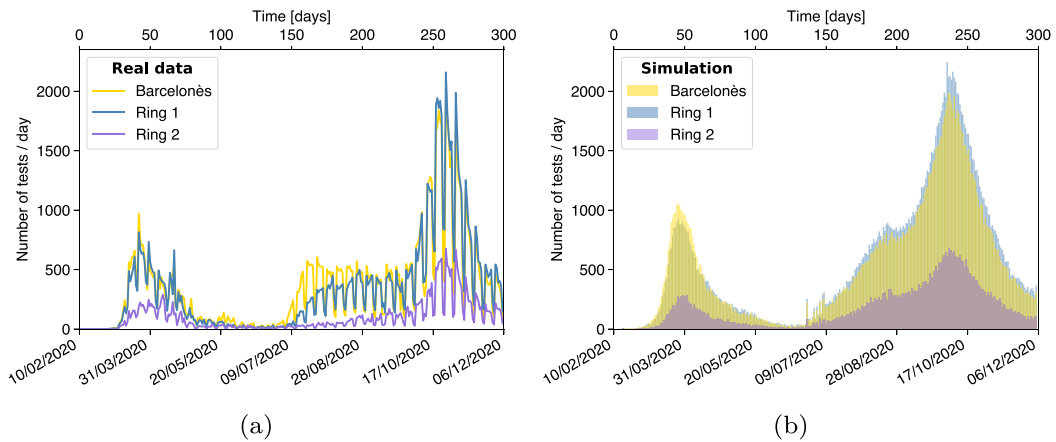 Time [days]
0 50 100 150 200 250 300
Number of tests / day
2000
1500
1000
500
0
Real data
Barcelonès
Ring 1
Ring 2
10/02/2020 31/03/2020 20/05/2020 09/07/2020 28/08/2020 17/10/2020 06/12/2020
(a)
Time [days]
0 50 100 150 200 250 300
Number of tests / day
2000
1500
1000
500
0
Simulation
Barcelonès
Ring 1
Ring 2
10/02/2020 31/03/2020 20/05/2020 09/07/2020 28/08/2020 17/10/2020 06/12/2020
(b)